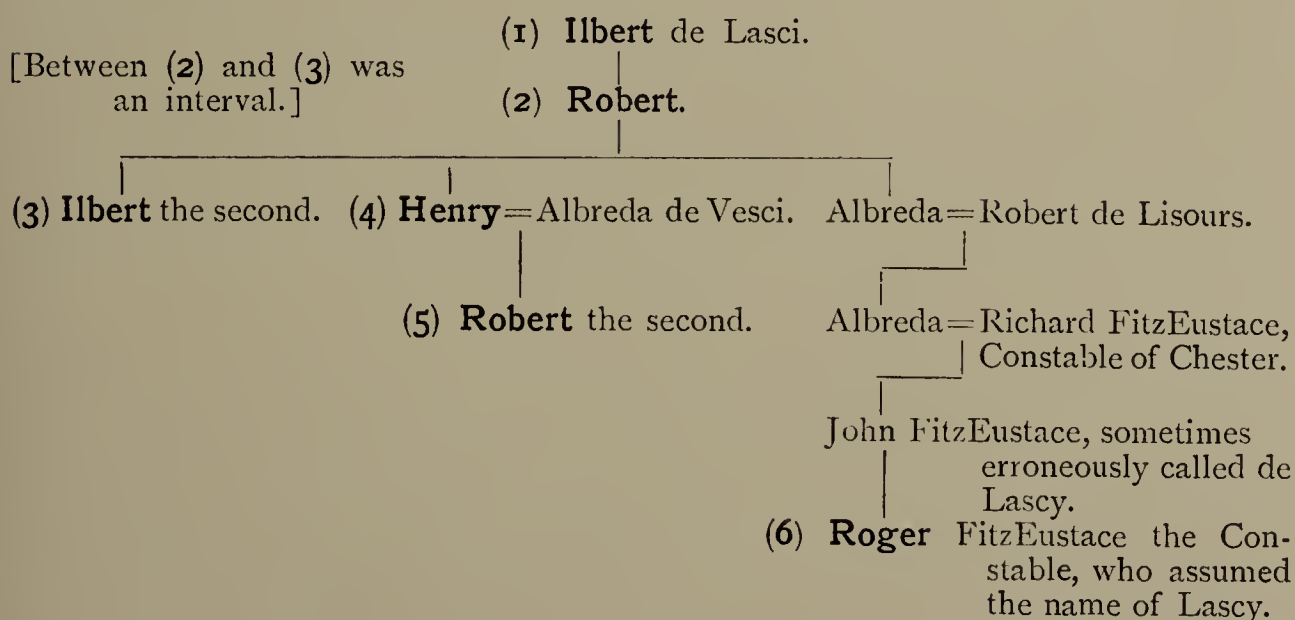 (1) Ilbert de Lasci.
[Between (2) and (3) was
an interval.]
(2) Robert.
(3) Ilbert the second. (4) Henry=Albreda de Vesci. Albreda=Robert de Lisours.
(5) Robert the second. Albreda=Richard FitzEustace,
Constable of Chester.
John FitzEustace, sometimes
erroneously called de
Lascy.
(6) Roger FitzEustace the Con-
stable, who assumed
the name of Lascy.